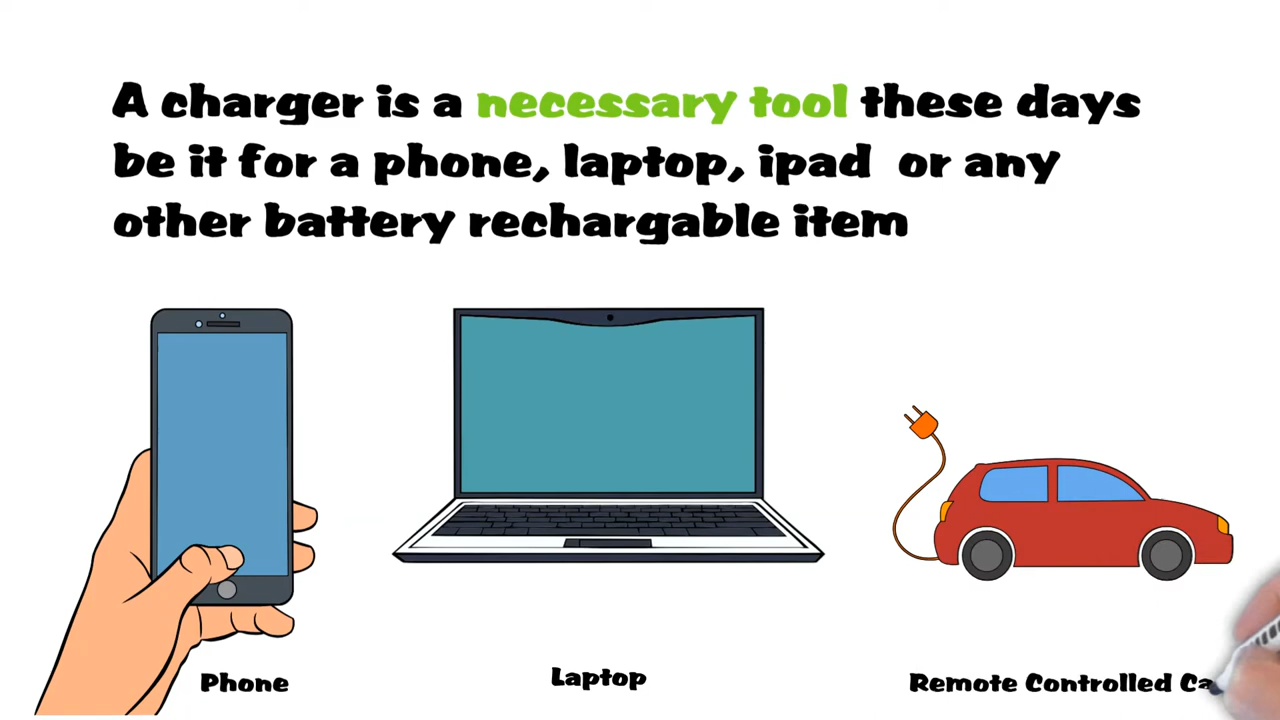 A charger is a necessary tool these days
be it for a phone, laptop, ipad or any
other battery rechargable item
Phone
Laptop
Remote Controlled Ca